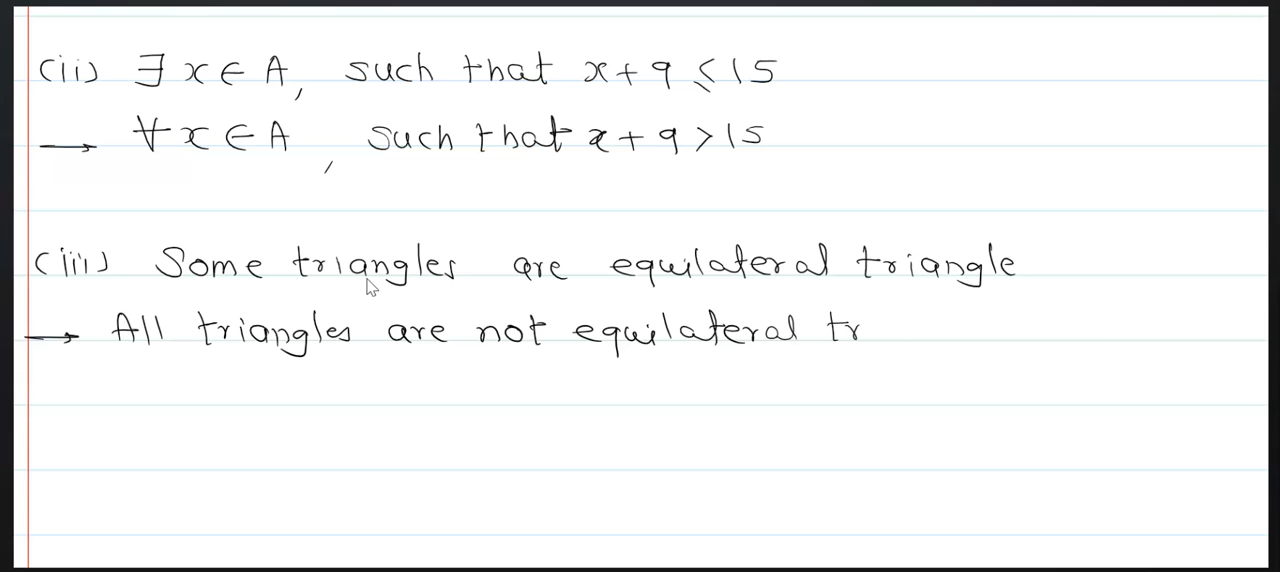 (ii) ∃ x ∈ A, such that x + 9 < 15
→ ∀ x ∈ A, such that x + 9 > 15
(iii) Some triangles are equilateral triangle
→ All triangles are not equilateral tr